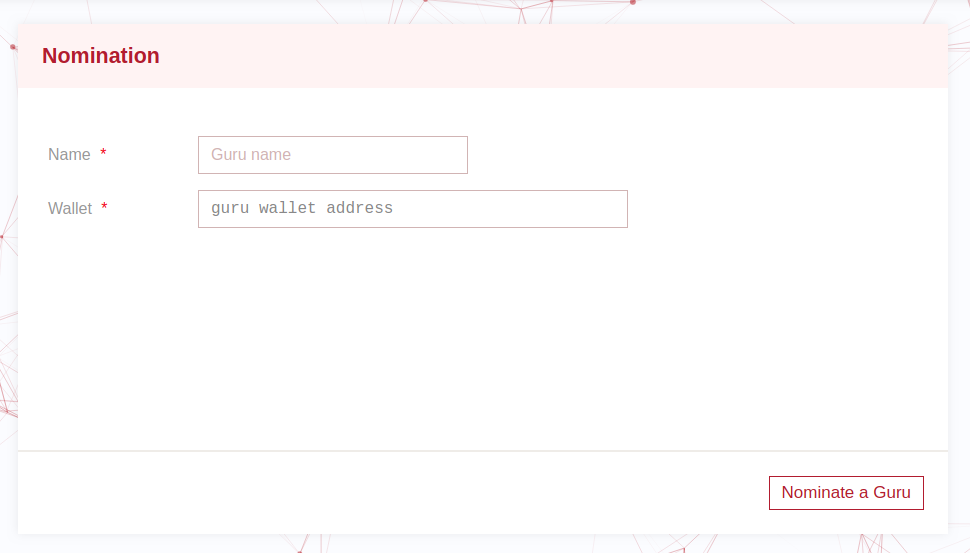 Nomination
Name *
Guru name
Wallet *
guru wallet address
Nominate a Guru